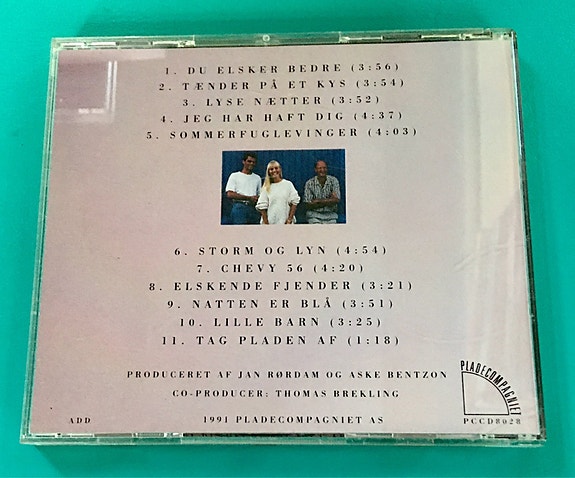 1. DU ELSKER BEDRE (3:56)
2. TÆNDER PÅ ET KYS (3:54)
3. LYSE NÆTTER (3:52)
4. JEG HAR HAFT DIG (4:37)
5. SOMMERFUGLEVINGER (4:03)
6. STORM OG LYN (4:54)
7. CHEVY 56 (4:20)
8. ELSKENDE FJENDER (3:21)
9. NATTEN ER BLÅ (3:51)
10. LILLE BARN (3:25)
11. TAG PLADEN AF (1:18)
PRODUCERET AF JAN RØRDAM OG ASKE BENTZON
CO-PRODUCER: THOMAS BREKLING
PLADECOMPAGNIET
ADD
1991 PLADECOMPAGNIET AS
PCCD8028